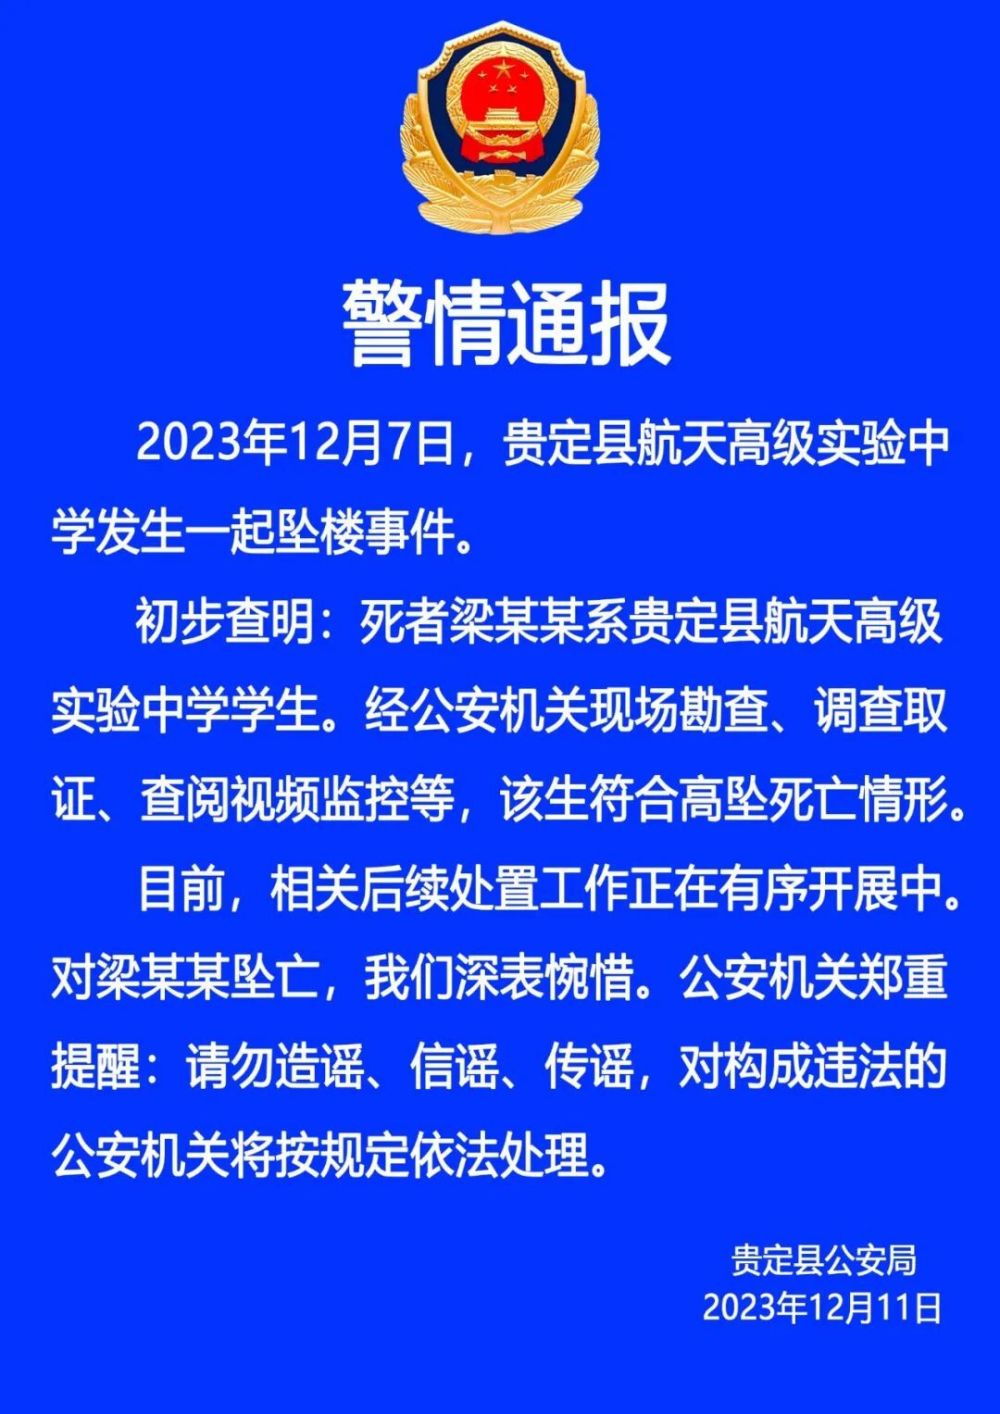 警情通报
2023年12月7日，贵定县航天高级实验中
学发生一起坠楼事件。
初步查明：死者梁某某系贵定县航天高级
实验中学学生。经公安机关现场勘查、调查取
证、查阅视频监控等，该生符合高坠死亡情形。
目前，相关后续处置工作正在有序开展中。
对梁某某坠亡，我们深表惋惜。公安机关郑重
提醒：请勿造谣、信谣、传谣，对构成违法的
公安机关将按规定依法处理。
贵定县公安局
2023年12月11日